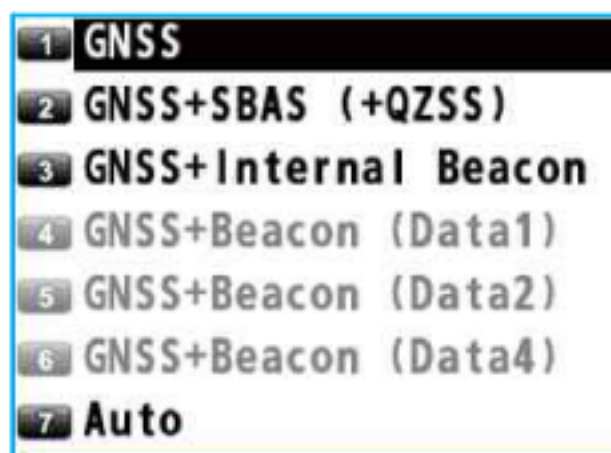 1 GNSS
2 GNSS+SBAS (+QZSS)
3 GNSS+Internal Beacon
4 GNSS+Beacon (Data1)
5 GNSS+Beacon (Data2)
6 GNSS+Beacon (Data4)
7 Auto